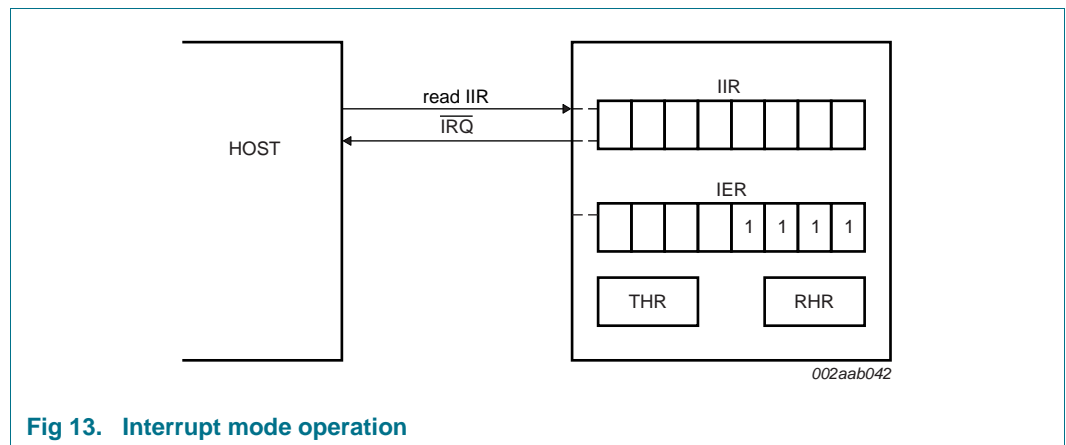 read IIR
IRQ
HOST
IIR
IER
1 1 1 1
THR
RHR
002aab042
Fig 13. Interrupt mode operation